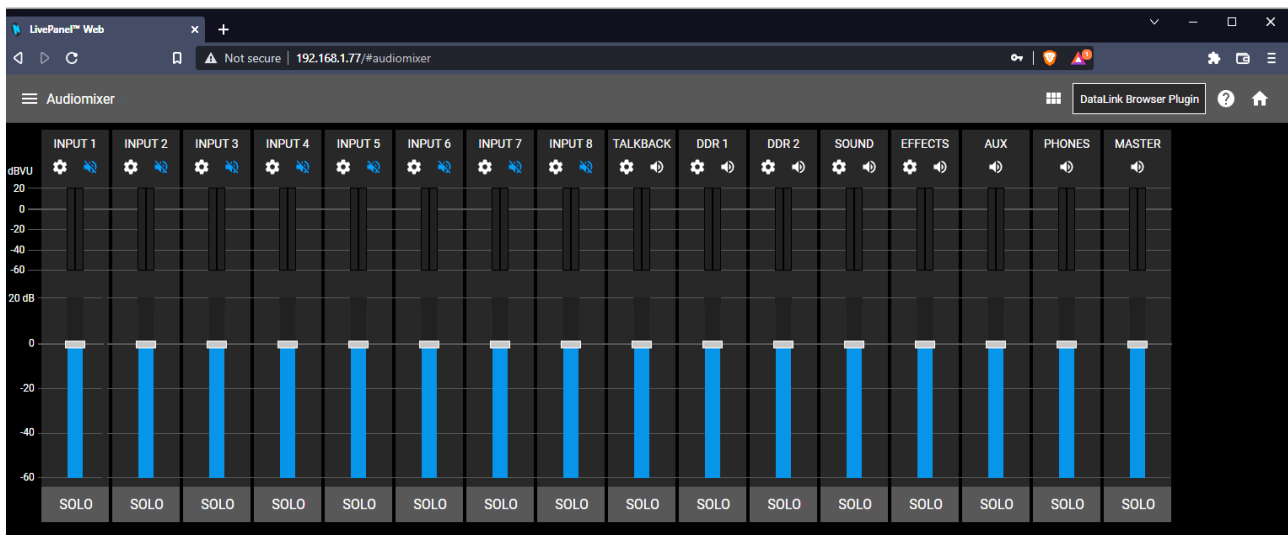 LivePanel™ Web
Not secure | 192.168.1.77/#audiomixer
1
Audiomixer
DataLink Browser Plugin
?
INPUT 1 INPUT 2 INPUT 3 INPUT 4 INPUT 5 INPUT 6 INPUT 7 INPUT 8 TALKBACK DDR 1 DDR 2 SOUND EFFECTS AUX PHONES MASTER
dBVU
20
0
-20
-40
-60
20 dB
0
-20
-40
-60
SOLO SOLO SOLO SOLO SOLO SOLO SOLO SOLO SOLO SOLO SOLO SOLO SOLO SOLO SOLO SOLO